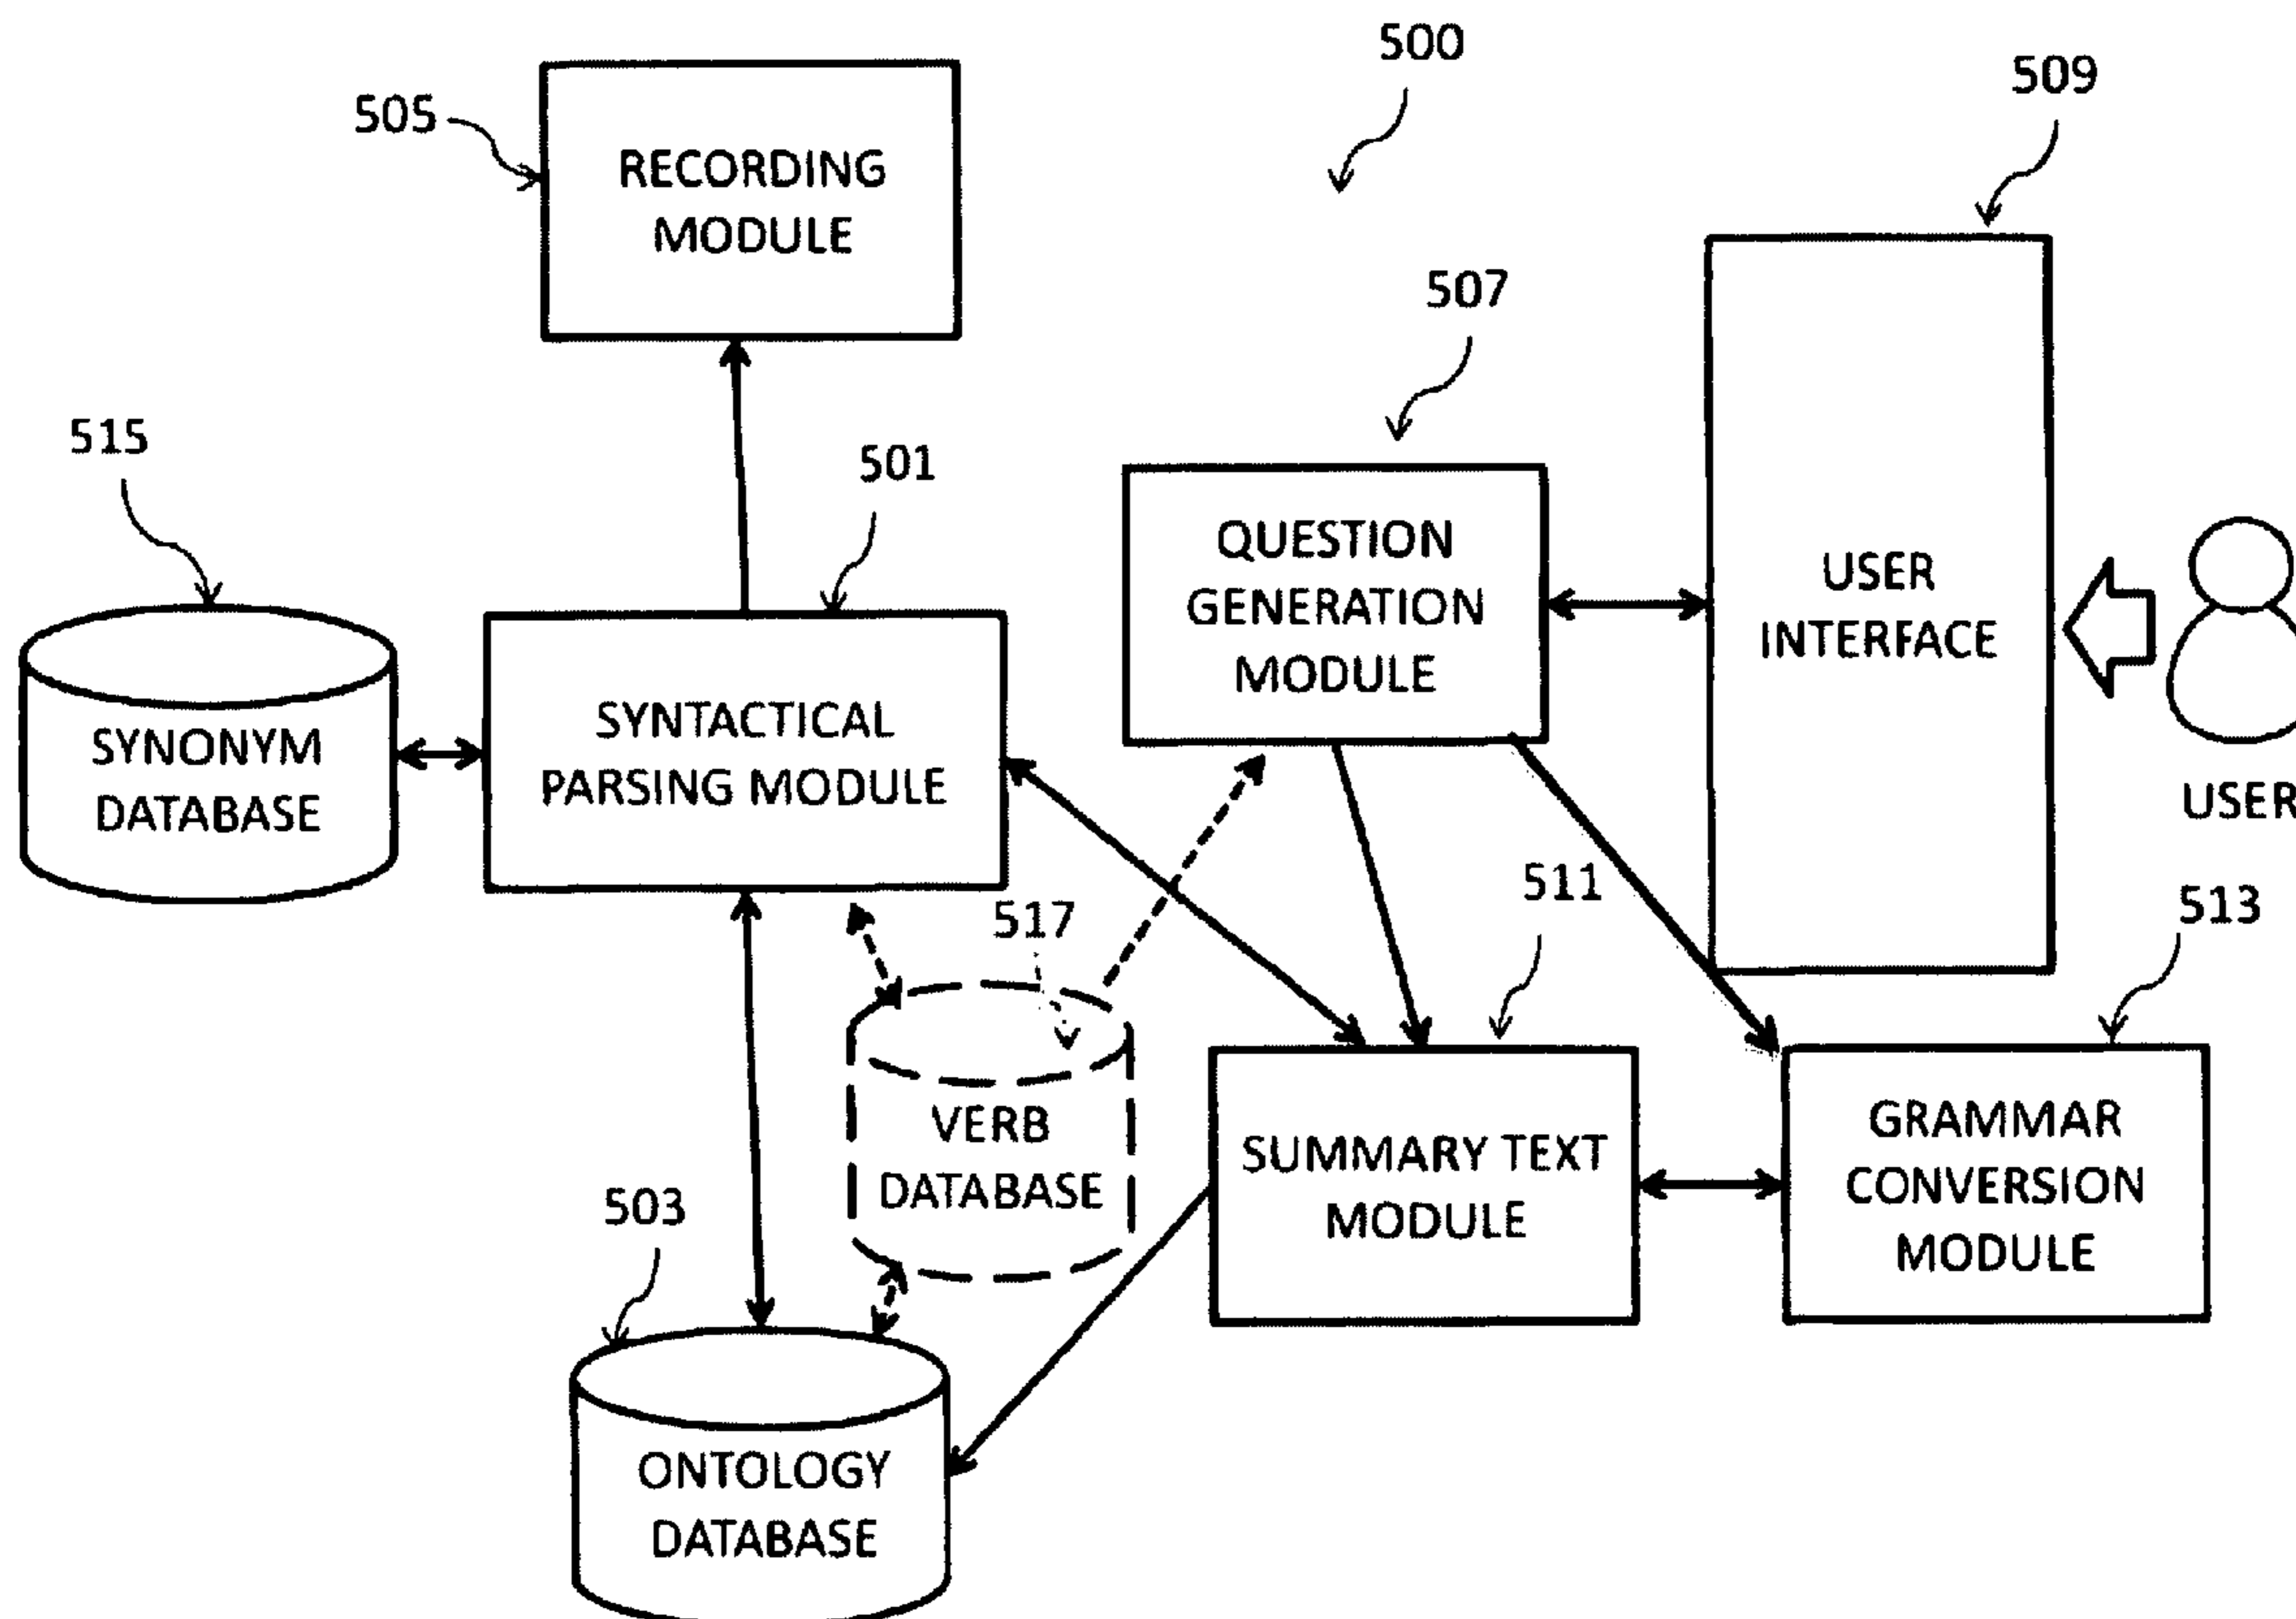 500
509
505
RECORDING
MODULE
507
515
501
QUESTION
GENERATION
MODULE
USER
INTERFACE
SYNONYM
DATABASE
SYNTACTICAL
PARSING MODULE
USER
517
511
513
VERB
DATABASE
SUMMARY TEXT
MODULE
GRAMMAR
CONVERSION
MODULE
503
ONTOLOGY
DATABASE